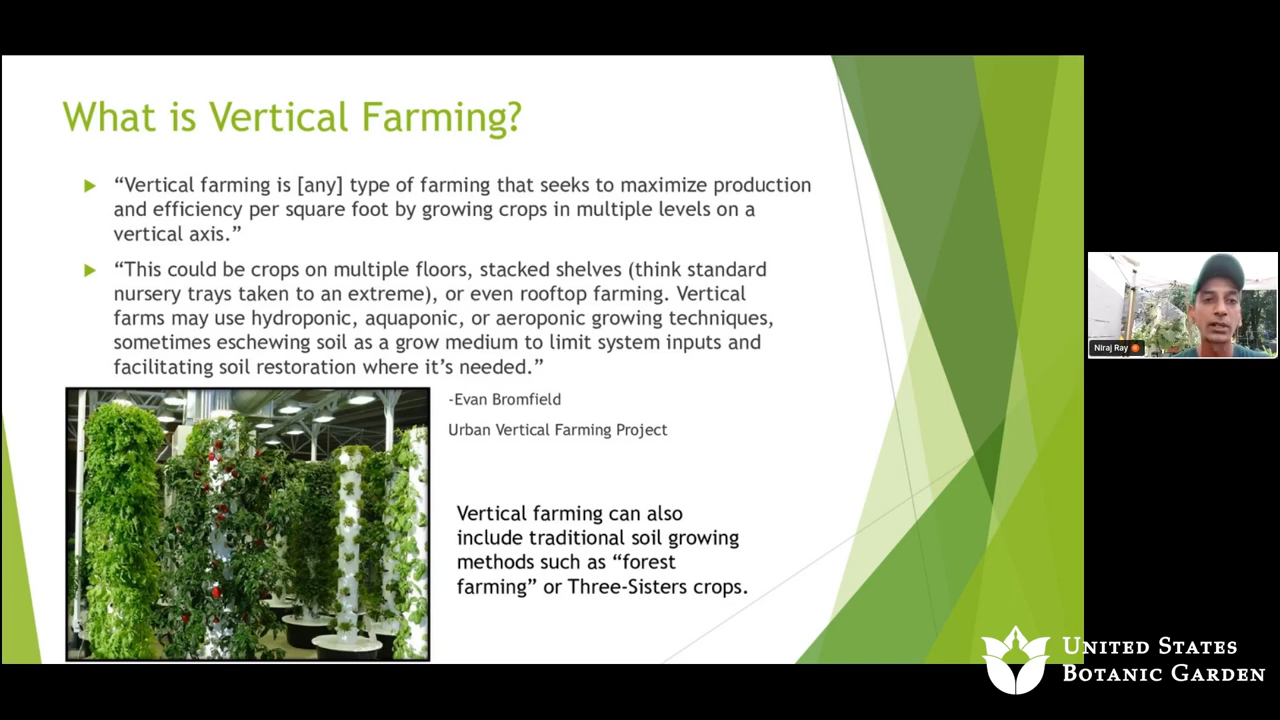 What is Vertical Farming?
“Vertical farming is [any] type of farming that seeks to maximize production
and efficiency per square foot by growing crops in multiple levels on a
vertical axis.”
“This could be crops on multiple floors, stacked shelves (think standard
nursery trays taken to an extreme), or even rooftop farming. Vertical
farms may use hydroponic, aquaponic, or aeroponic growing techniques,
sometimes eschewing soil as a grow medium to limit system inputs and
facilitating soil restoration where it’s needed.”
-Evan Bromfield
Urban Vertical Farming Project
Vertical farming can also
include traditional soil growing
methods such as “forest
farming” or Three-Sisters crops.
Niraj Ray
UNITED STATES
BOTANIC GARDEN